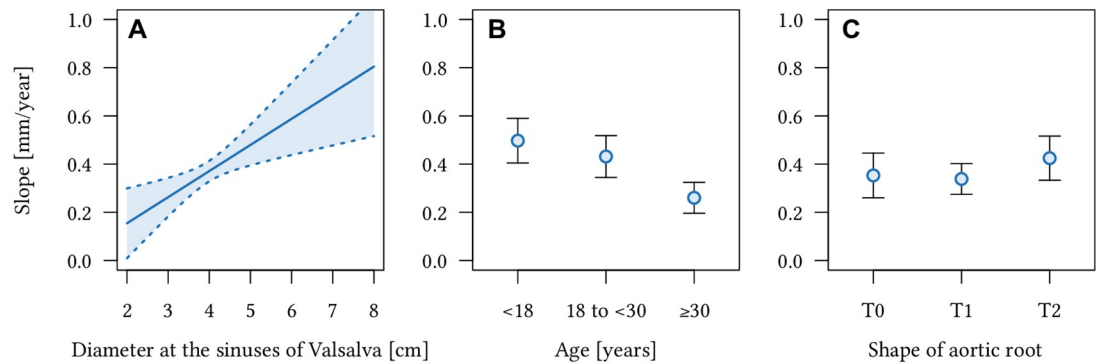 A
B
C
Slope [mm/year]
1.0
0.8
0.6
0.4
0.2
0.0
2 3 4 5 6 7 8
Diameter at the sinuses of Valsalva [cm]
1.0
0.8
0.6
0.4
0.2
0.0
<18 18 to <30 ≥30
Age [years]
1.0
0.8
0.6
0.4
0.2
0.0
T0 T1 T2
Shape of aortic root